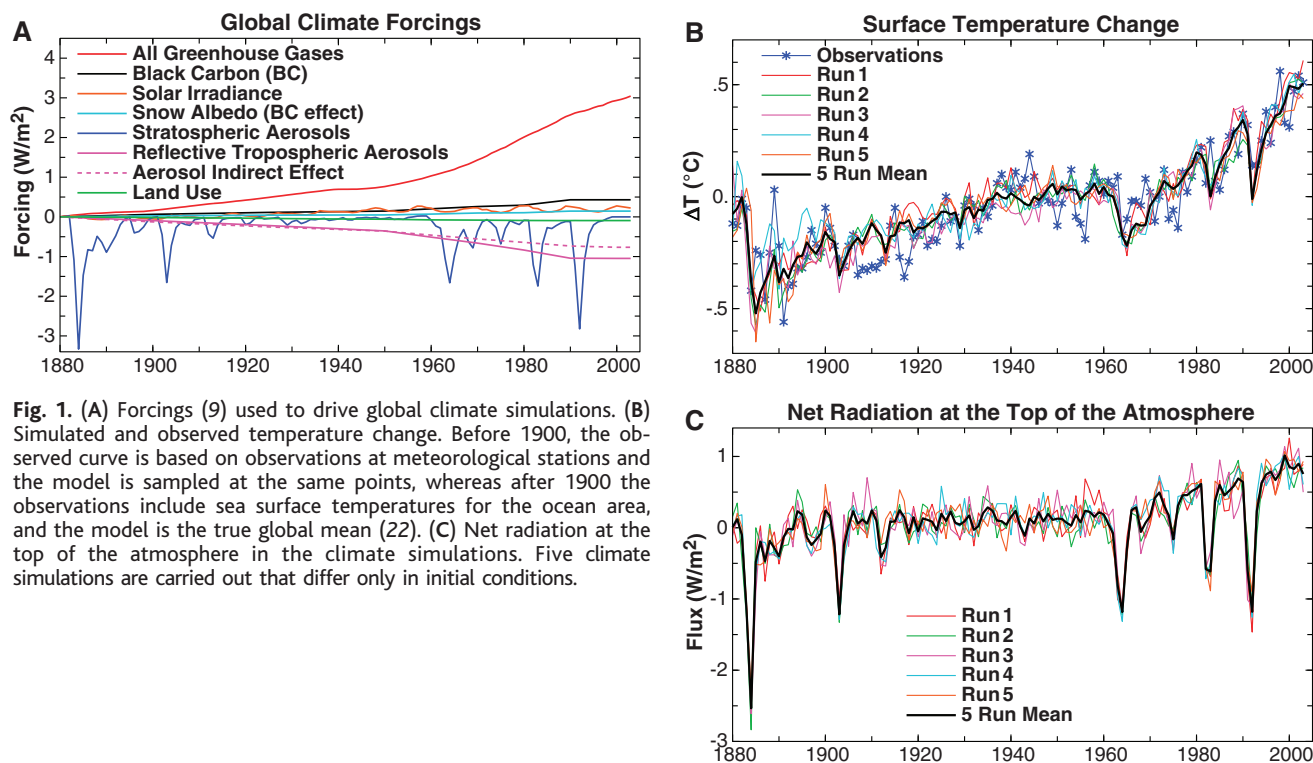 A
Global Climate Forcings
4
3
2
1
0
-1
-2
-3
Forcing (W/m²)
All Greenhouse Gases
Black Carbon (BC)
Solar Irradiance
Snow Albedo (BC effect)
Stratospheric Aerosols
Reflective Tropospheric Aerosols
Aerosol Indirect Effect
Land Use
1880 1900 1920 1940 1960 1980 2000
Fig. 1. (A) Forcings (9) used to drive global climate simulations. (B)
Simulated and observed temperature change. Before 1900, the ob-
served curve is based on observations at meteorological stations and
the model is sampled at the same points, whereas after 1900 the
observations include sea surface temperatures for the ocean area,
and the model is the true global mean (22). (C) Net radiation at the
top of the atmosphere in the climate simulations. Five climate
simulations are carried out that differ only in initial conditions.
B
Surface Temperature Change
.5
0.
-.5
ΔT (°C)
Observations
Run 1
Run 2
Run 3
Run 4
Run 5
5 Run Mean
1880 1900 1920 1940 1960 1980 2000
C
Net Radiation at the Top of the Atmosphere
1
0
-1
-2
-3
Flux (W/m²)
Run 1
Run 2
Run 3
Run 4
Run 5
5 Run Mean
1880 1900 1920 1940 1960 1980 2000